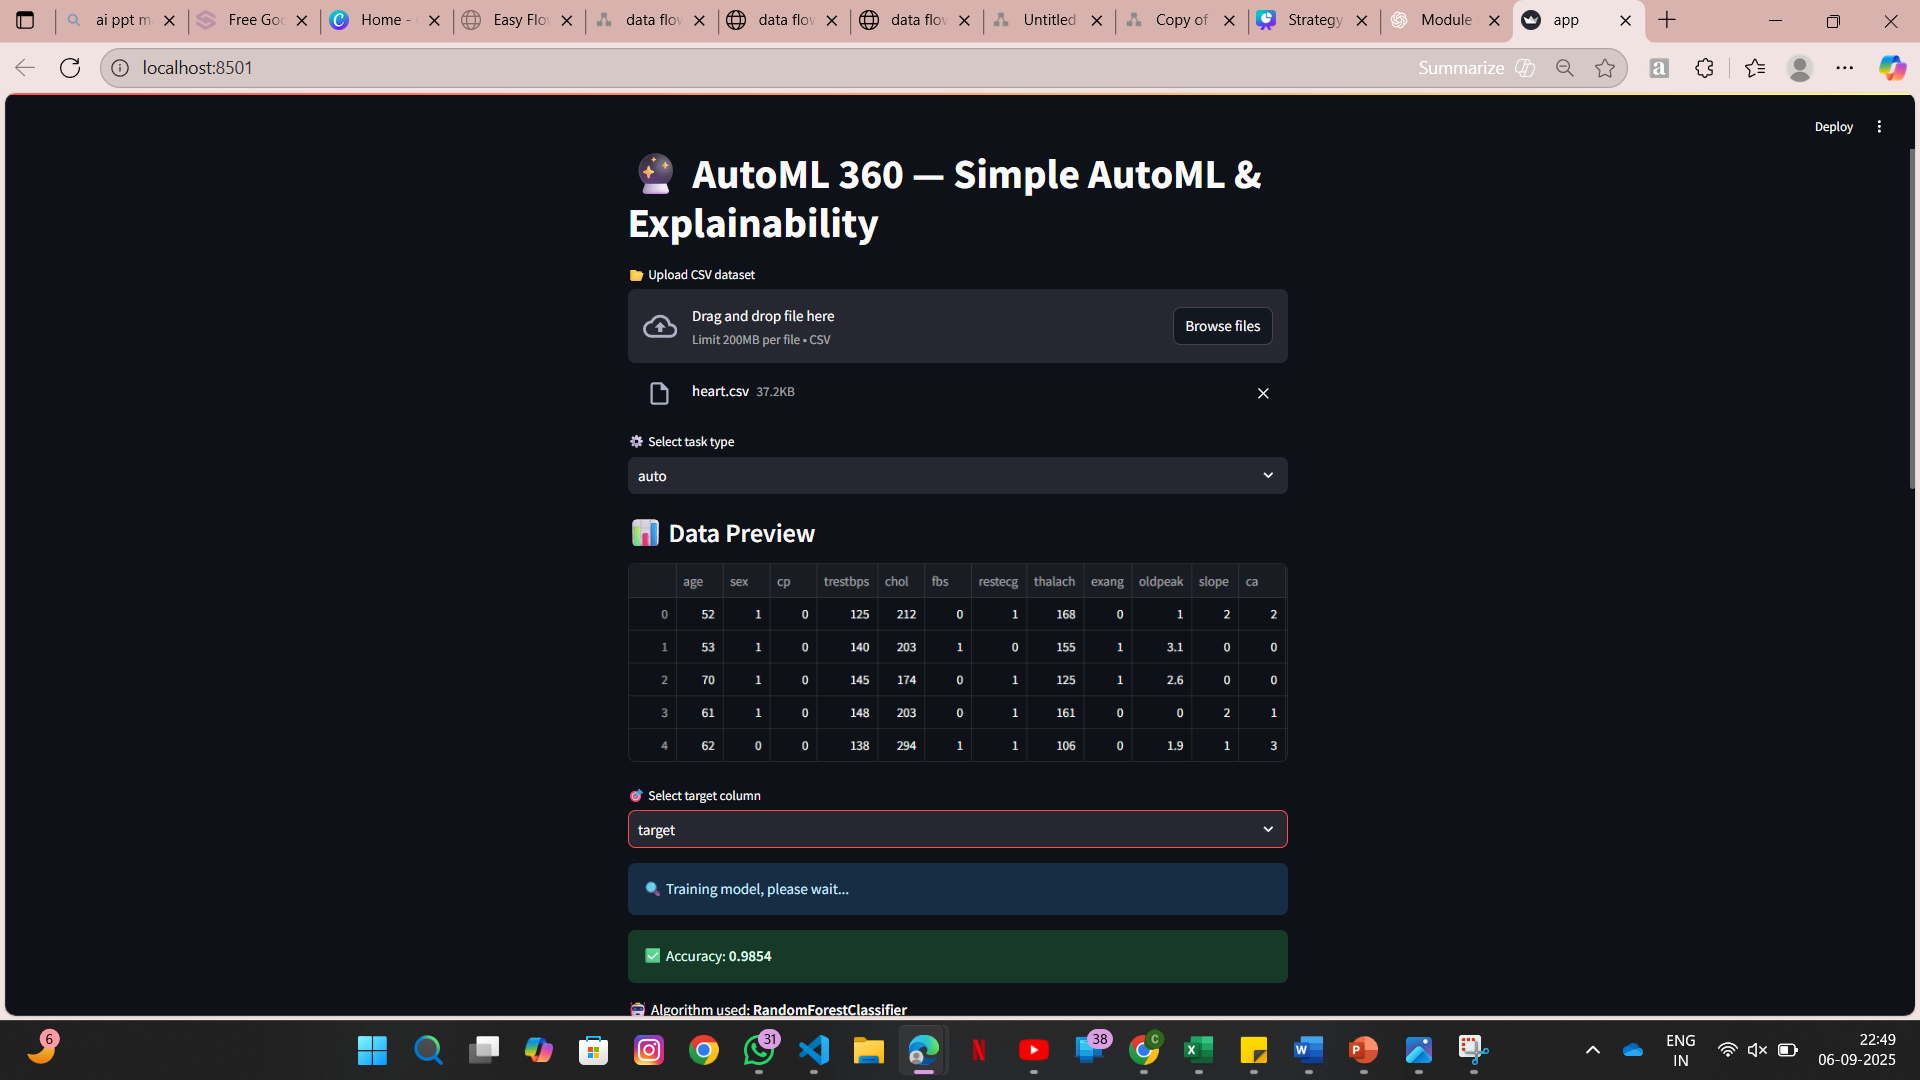 ai ppt m
Free Goo
Home -
Easy Flo
data flov
data flov
data flov
Untitled
Copy of
Strategy
Module
app
localhost:8501
Summarize
Deploy
AutoML 360 — Simple AutoML &
Explainability
Upload CSV dataset
Drag and drop file here
Limit 200MB per file • CSV
Browse files
heart.csv 37.2KB
Select task type
auto
Data Preview
age sex cp trestbps chol fbs restecg thalach exang oldpeak slope ca
0 52 1 0 125 212 0 1 168 0 1 2 2
1 53 1 0 140 203 1 0 155 1 3.1 0 0
2 70 1 0 145 174 0 1 125 1 2.6 0 0
3 61 1 0 148 203 0 1 161 0 0 2 1
4 62 0 0 138 294 1 1 106 0 1.9 1 3
Select target column
target
Training model, please wait...
Accuracy: 0.9854
Algorithm used: RandomForestClassifier
6
31
38
C
ENG
IN
22:49
06-09-2025